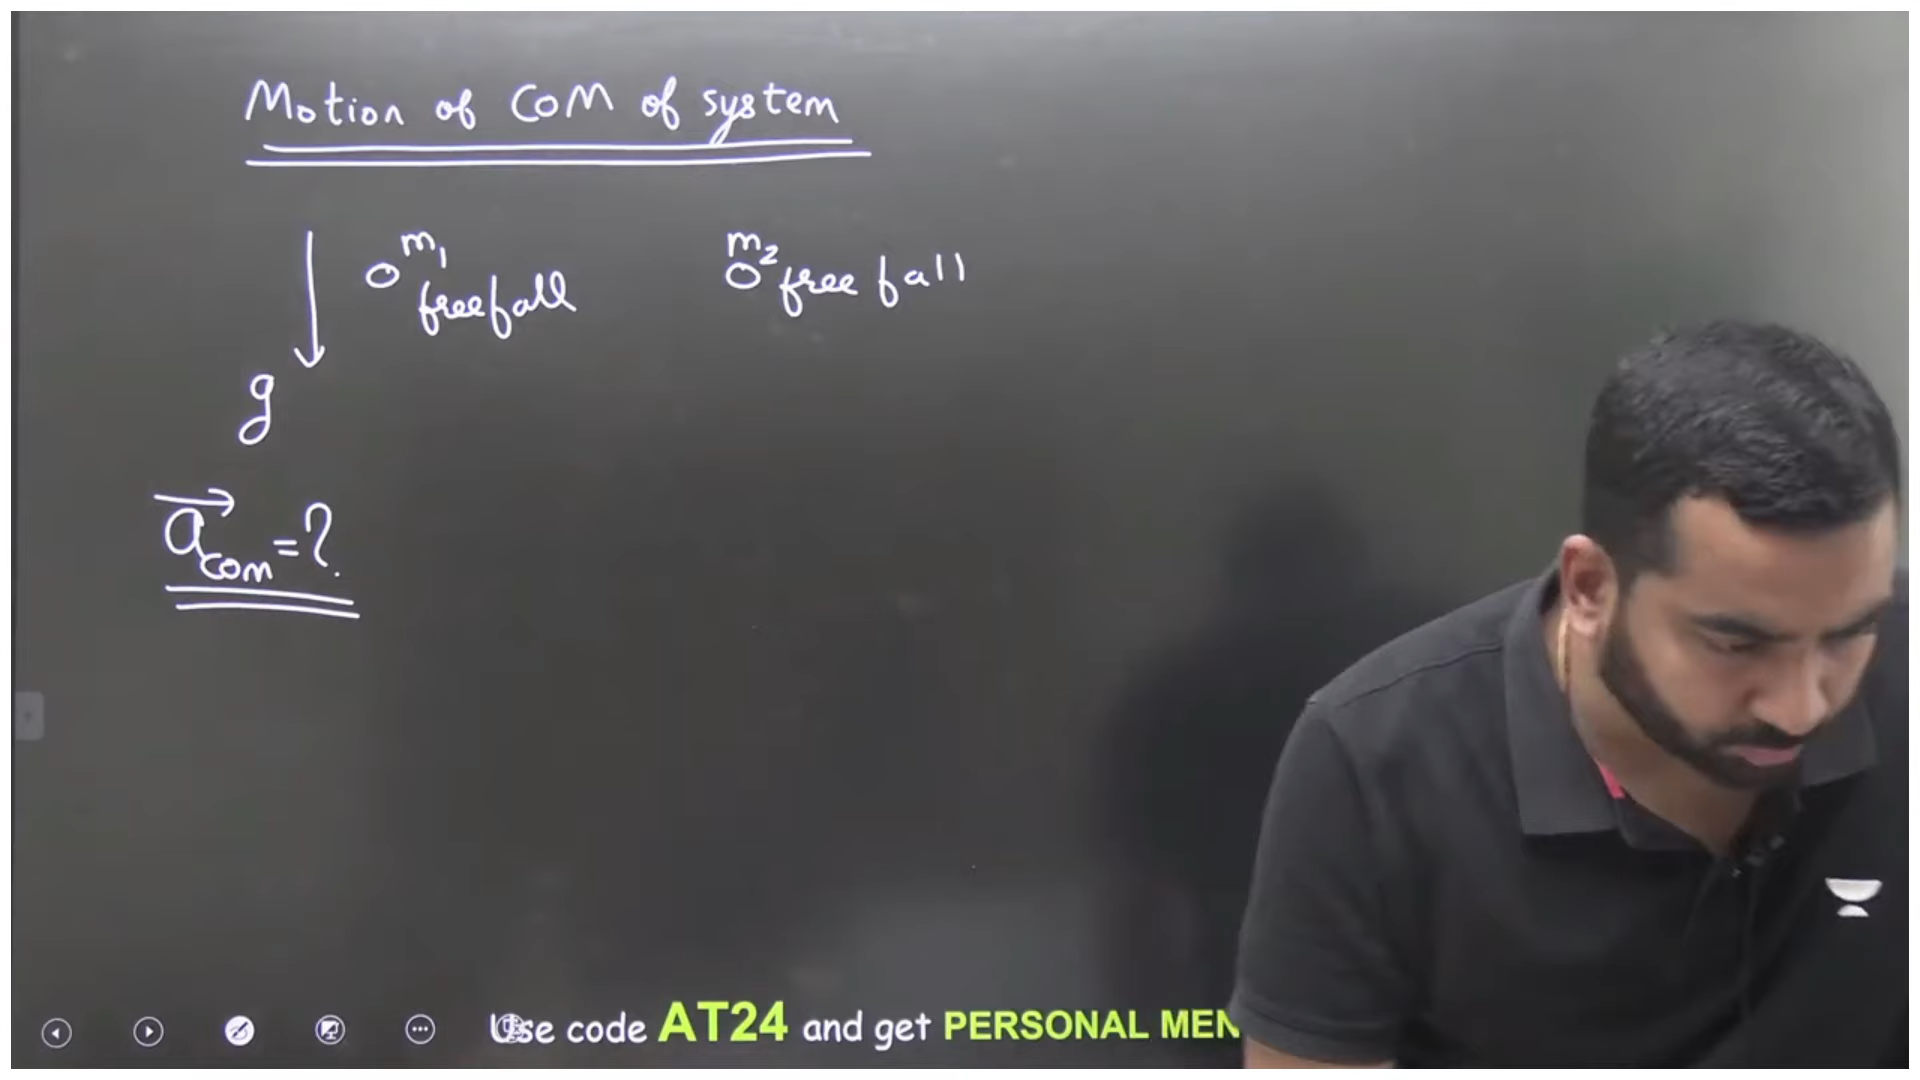 Motion of COM of system
m₁
m₂
freefall
free fall
g
a⃗com = ?
Use code AT24 and get PERSONAL MEN